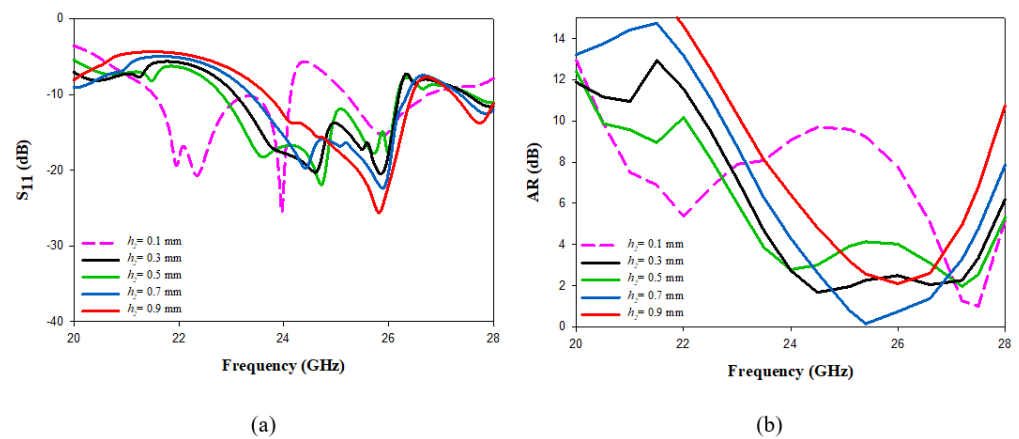 0
-10
-20
-30
-40
S11 (dB)
h2= 0.1 mm
h2= 0.3 mm
h2= 0.5 mm
h2= 0.7 mm
h2= 0.9 mm
20 22 24 26 28
Frequency (GHz)
(a)
14
12
10
8
6
4
2
0
AR (dB)
h2= 0.1 mm
h2= 0.3 mm
h2= 0.5 mm
h2= 0.7 mm
h2= 0.9 mm
20 22 24 26 28
Frequency (GHz)
(b)